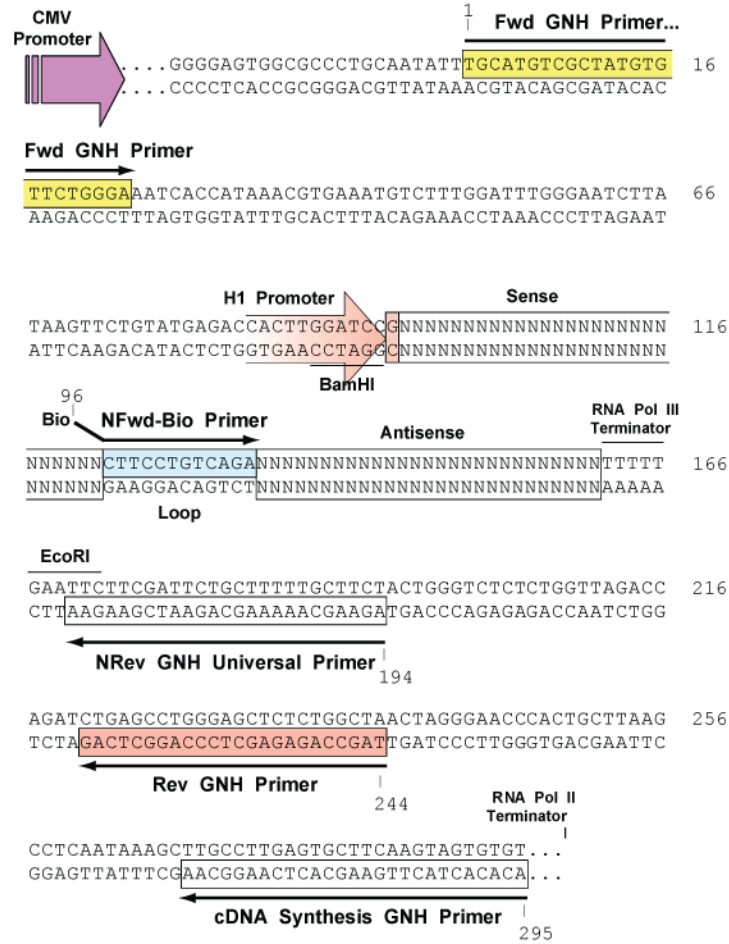 CMV
Promoter
1
Fwd GNH Primer...
....GGGGAGTGGCGCCCTGCAATATTTGCATGTCGCTATGTG 16
....CCCCTCACCGCGGGACGTTATAAACGTACAGCGATACAC
Fwd GNH Primer
TTCTGGGAAATCACCATAAACGTGAAATGTCTTTGGATTTGGGAATCTTA 66
AAGACCCTTTAGTGGTATTTGCACTTTACAGAAACCTAAACCCTTAGAAT
H1 Promoter Sense
TAAGTTCTGTATGAGACCACTTGGATCCGNNNNNNNNNNNNNNNNNNNNN 116
ATTCAAGACATACTCTGGTGAACCTAGGCNNNNNNNNNNNNNNNNNNNNN
BamHI
96
Bio NFwd-Bio Primer Antisense
RNA Pol III
Terminator
NNNNNNCTTCCTGTCAGANNNNNNNNNNNNNNNNNNNNNNNNNNNTTTTT 166
NNNNNNGAAGGACAGTCTNNNNNNNNNNNNNNNNNNNNNNNNNNNAAAAA
Loop
EcoRI
GAATTCTTCGATTCTGCTTTTTGCTTCTACTGGGTCTCTCTGGTTAGACC 216
CTTAAGAAGCTAAGACGAAAAACGAAGATGACCCAGAGAGACCAATCTGG
NRev GNH Universal Primer
194
AGATCTGAGCCTGGGAGCTCTCTGGCTAACTAGGGAACCCACTGCTTAAG 256
TCTAGACTCGGACCCTCGAGAGACCGATTGATCCCTTGGGTGACGAATTC
Rev GNH Primer
244
RNA Pol II
Terminator
CCTCAATAAAGCTTGCCTTGAGTGCTTCAAGTAGTGTGT...
GGAGTTATTTCGAACGGAACTCACGAAGTTCATCACACA...
cDNA Synthesis GNH Primer
295